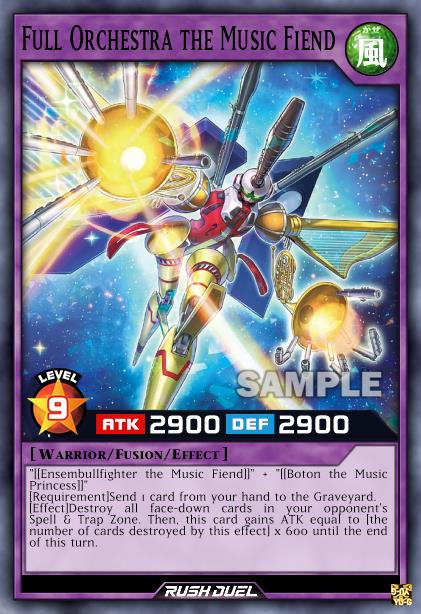 FULL ORCHESTRA THE MUSIC FIEND
かぜ
風
SAMPLE
LEVEL
9
ATK 2900 DEF 2900
[ WARRIOR/FUSION/EFFECT ]
"[[Ensembullfighter the Music Fiend]]" + "[[Boton the Music
Princess]]"
[Requirement]Send 1 card from your hand to the Graveyard.
[Effect]Destroy all face-down cards in your opponent's
Spell & Trap Zone. Then, this card gains ATK equal to [the
number of cards destroyed by this effect] x 600 until the end
of this turn.
RUSH DUEL